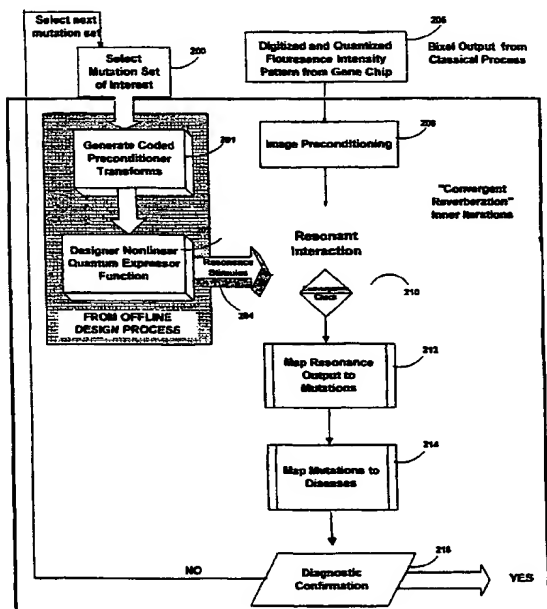 Select next
mutation set
200
Select
Mutation Set
of Interest
206
Digitized and Quantized
Flouresence Intensity
Pattern from Gene Chip
Bixel Output from
Classical Process
Generate Coded
Preconditioner
Transforms
201
208
Image Preconditioning
"Convergent
Reverberation"
Inner Iterations
Designer Nonlinear
Quantum Expressor
Function
Resonance
Stimulus
204
Resonant
Interaction
FROM OFFLINE
DESIGN PROCESS
Convergence
Check
210
Map Resonance
Output to
Mutations
212
Map Mutations to
Diseases
214
NO
Diagnostic
Confirmation
216
YES